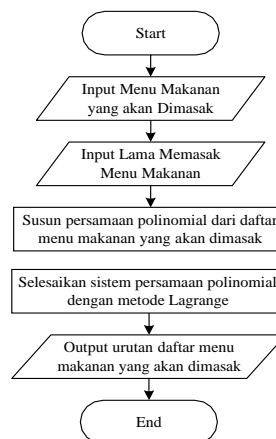 Start
Input Menu Makanan
yang akan Dimasak
Input Lama Memasak
Menu Makanan
Susun persamaan polinomial dari daftar
menu makanan yang akan dimasak
Selesaikan sistem persamaan polinomial
dengan metode Lagrange
Output urutan daftar menu
makanan yang akan dimasak
End